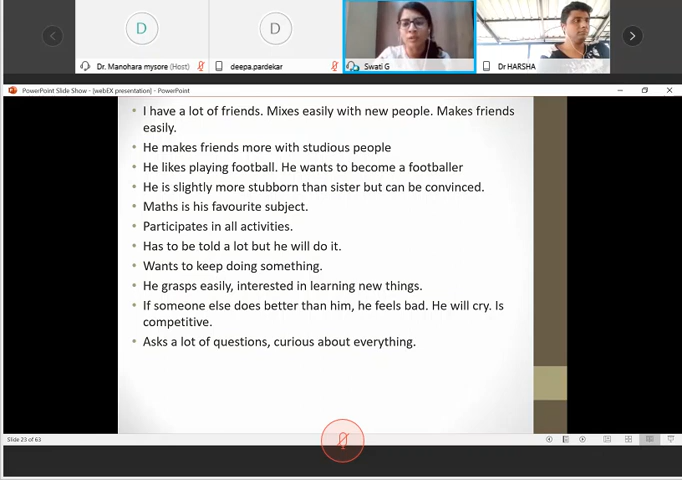 D
D
Dr. Manohara mysore (Host)
deepa.pardekar
Swati G
Dr HARSHA
PowerPoint Slide Show - [webEX presentation] - PowerPoint
• I have a lot of friends. Mixes easily with new people. Makes friends
easily.
• He makes friends more with studious people
• He likes playing football. He wants to become a footballer
• He is slightly more stubborn than sister but can be convinced.
• Maths is his favourite subject.
• Participates in all activities.
• Has to be told a lot but he will do it.
• Wants to keep doing something.
• He grasps easily, interested in learning new things.
• If someone else does better than him, he feels bad. He will cry. Is
competitive.
• Asks a lot of questions, curious about everything.
Slide 23 of 63